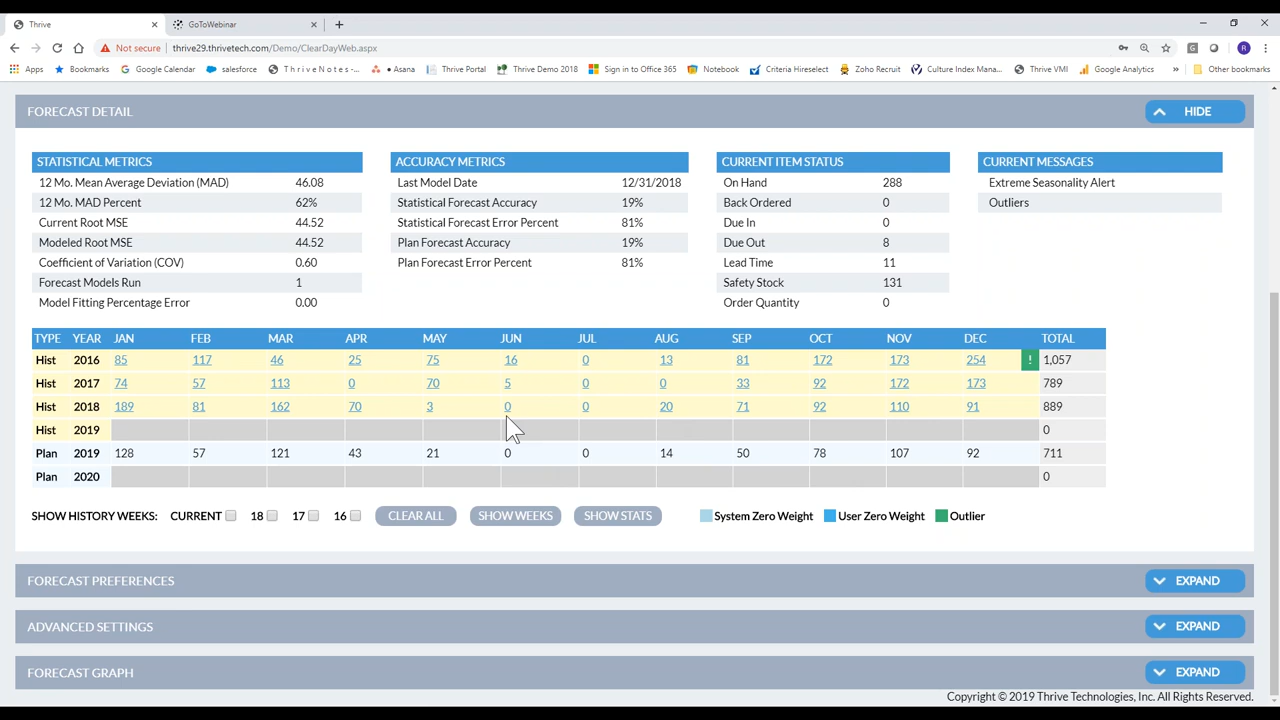 Thrive
GoToWebinar
Not secure thrive29.thrivetech.com/Demo/ClearDayWeb.aspx
Apps Bookmarks Google Calendar salesforce T h r i v e N o t e s -... Asana Thrive Portal Thrive Demo 2018 Sign in to Office 365 Notebook Criteria Hireselect Zoho Recruit Culture Index Mana... Thrive VMI Google Analytics » Other bookmarks
FORECAST DETAIL HIDE
STATISTICAL METRICS ACCURACY METRICS CURRENT ITEM STATUS CURRENT MESSAGES
12 Mo. Mean Average Deviation (MAD) 46.08 Last Model Date 12/31/2018 On Hand 288 Extreme Seasonality Alert
12 Mo. MAD Percent 62% Statistical Forecast Accuracy 19% Back Ordered 0 Outliers
Current Root MSE 44.52 Statistical Forecast Error Percent 81% Due In 0
Modeled Root MSE 44.52 Plan Forecast Accuracy 19% Due Out 8
Coefficient of Variation (COV) 0.60 Plan Forecast Error Percent 81% Lead Time 11
Forecast Models Run 1 Safety Stock 131
Model Fitting Percentage Error 0.00 Order Quantity 0
TYPE YEAR JAN FEB MAR APR MAY JUN JUL AUG SEP OCT NOV DEC TOTAL
Hist 2016 85 117 46 25 75 16 0 13 81 172 173 254 ! 1,057
Hist 2017 74 57 113 0 70 5 0 0 33 92 172 173 789
Hist 2018 189 81 162 70 3 0 0 20 71 92 110 91 889
Hist 2019 0
Plan 2019 128 57 121 43 21 0 0 14 50 78 107 92 711
Plan 2020 0
SHOW HISTORY WEEKS: CURRENT 18 17 16 CLEAR ALL SHOW WEEKS SHOW STATS System Zero Weight User Zero Weight Outlier
FORECAST PREFERENCES EXPAND
ADVANCED SETTINGS EXPAND
FORECAST GRAPH EXPAND
Copyright © 2019 Thrive Technologies, Inc. All Rights Reserved.